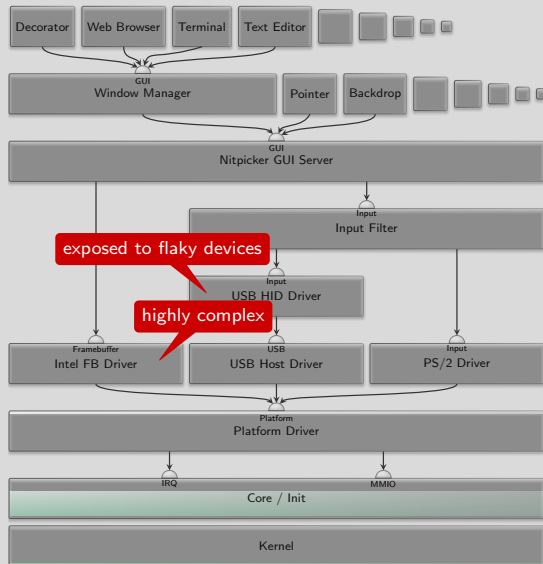 Decorator
Web Browser
Terminal
Text Editor
GUI
Window Manager
Pointer
Backdrop
GUI
Nitpicker GUI Server
Input
Input Filter
exposed to flaky devices
Input
USB HID Driver
highly complex
Framebuffer
Intel FB Driver
USB
USB Host Driver
Input
PS/2 Driver
Platform
Platform Driver
IRQ
MMIO
Core / Init
Kernel